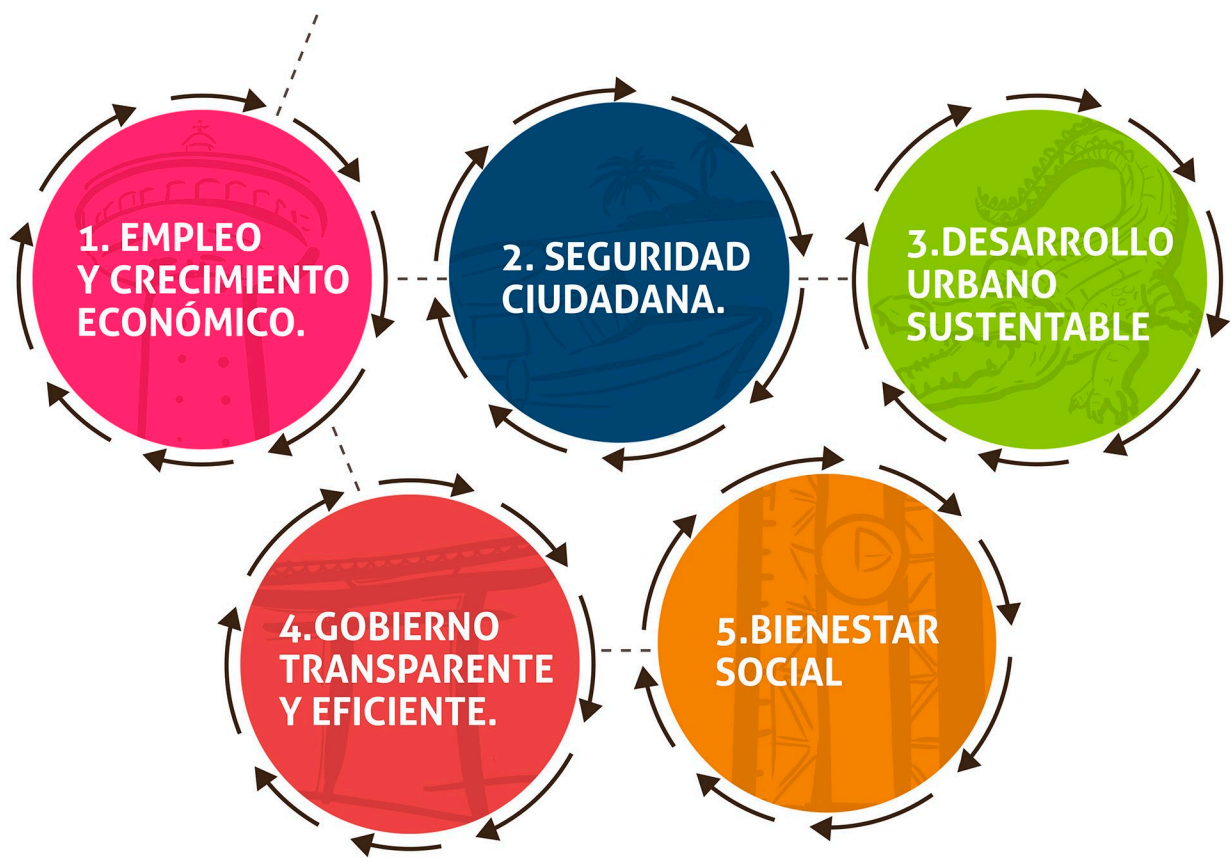 1. EMPLEO
Y CRECIMIENTO
ECONÓMICO.
2. SEGURIDAD
CIUDADANA.
3.DESARROLLO
URBANO
SUSTENTABLE
4.GOBIERNO
TRANSPARENTE
Y EFICIENTE.
5.BIENESTAR
SOCIAL